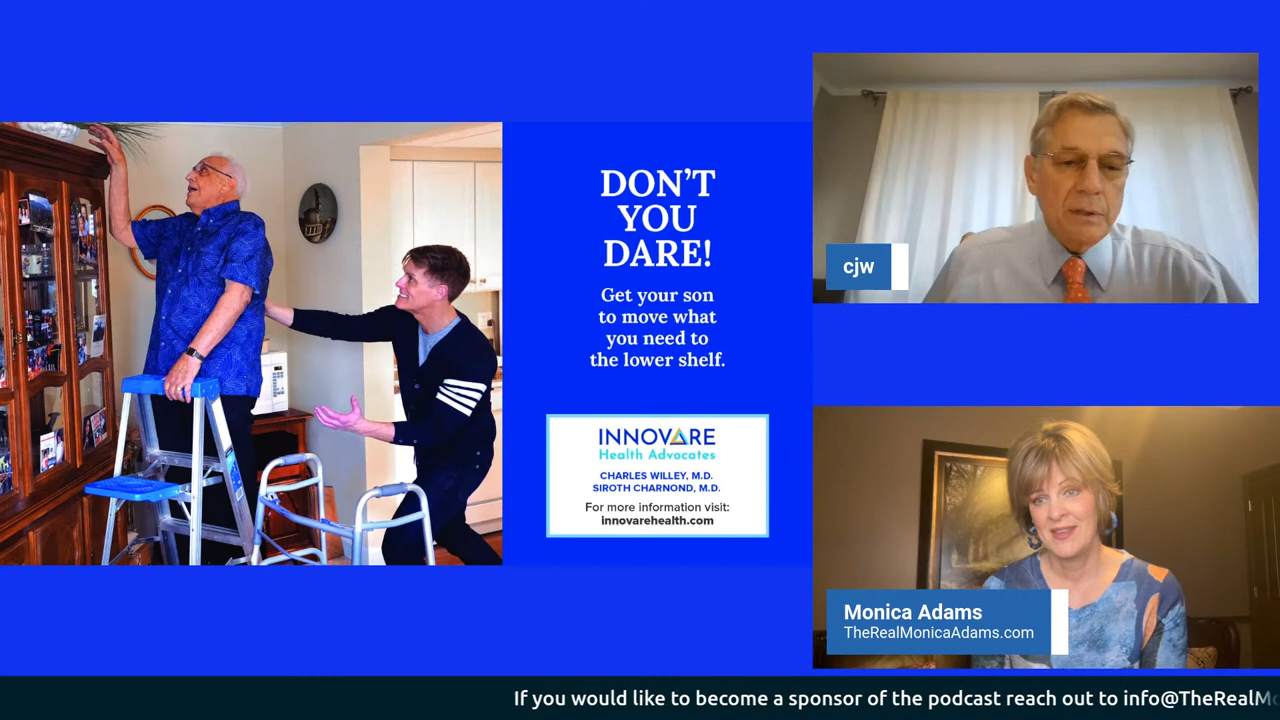 DON'T
YOU
DARE!
Get your son
to move what
you need to
the lower shelf.
INNOVARE
Health Advocates
CHARLES WILLEY, M.D.
SIROTH CHARNOND, M.D.
For more information visit:
innovarehealth.com
cjw
Monica Adams
TheRealMonicaAdams.com
If you would like to become a sponsor of the podcast reach out to info@TheRealM